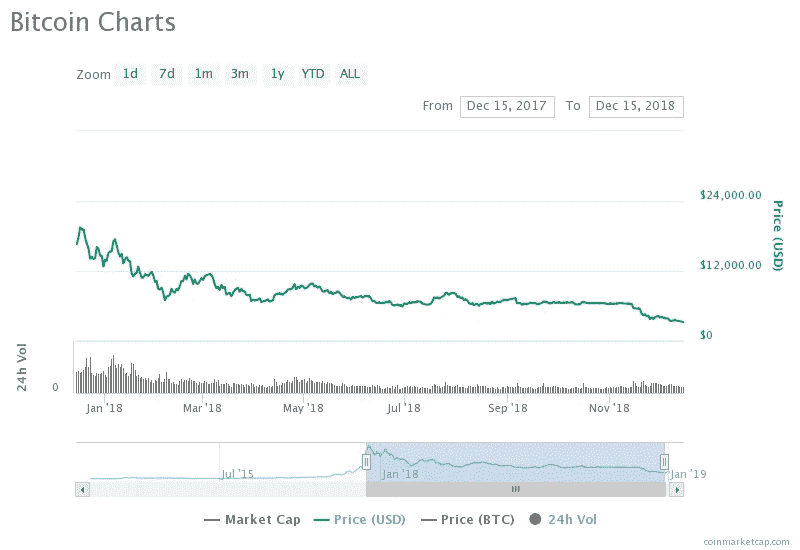 Bitcoin Charts
Zoom 1d 7d 1m 3m 1y YTD ALL
From Dec 15, 2017 To Dec 15, 2018
$24,000.00
$12,000.00
$0
Price (USD)
24h Vol
0
Jan '18 Mar '18 May '18 Jul '18 Sep '18 Nov '18
Jul '15 Jan '18 Jan '19
Market Cap Price (USD) Price (BTC) 24h Vol
coinmarketcap.com